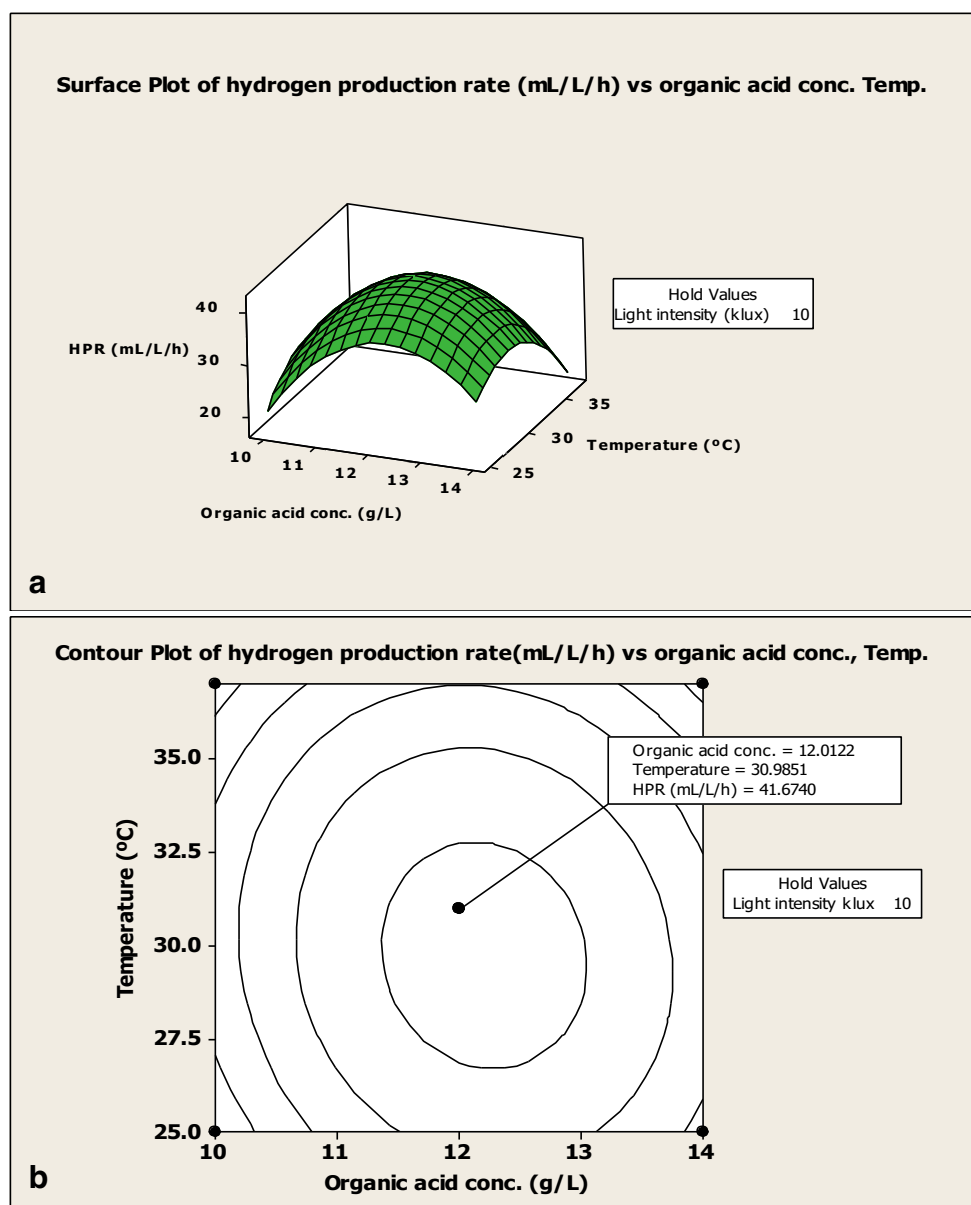 Surface Plot of hydrogen production rate (mL/L/h) vs organic acid conc. Temp.
Hold Values
Light intensity (klux) 10
40
HPR (mL/L/h)
30
20
10
11
12
13
14
25
30
35
Temperature (ºC)
Organic acid conc. (g/L)
a
Contour Plot of hydrogen production rate(mL/L/h) vs organic acid conc., Temp.
Organic acid conc. = 12.0122
Temperature = 30.9851
HPR (mL/L/h) = 41.6740
Hold Values
Light intensity klux 10
Temperature (ºC)
35.0
32.5
30.0
27.5
25.0
10 11 12 13 14
Organic acid conc. (g/L)
b